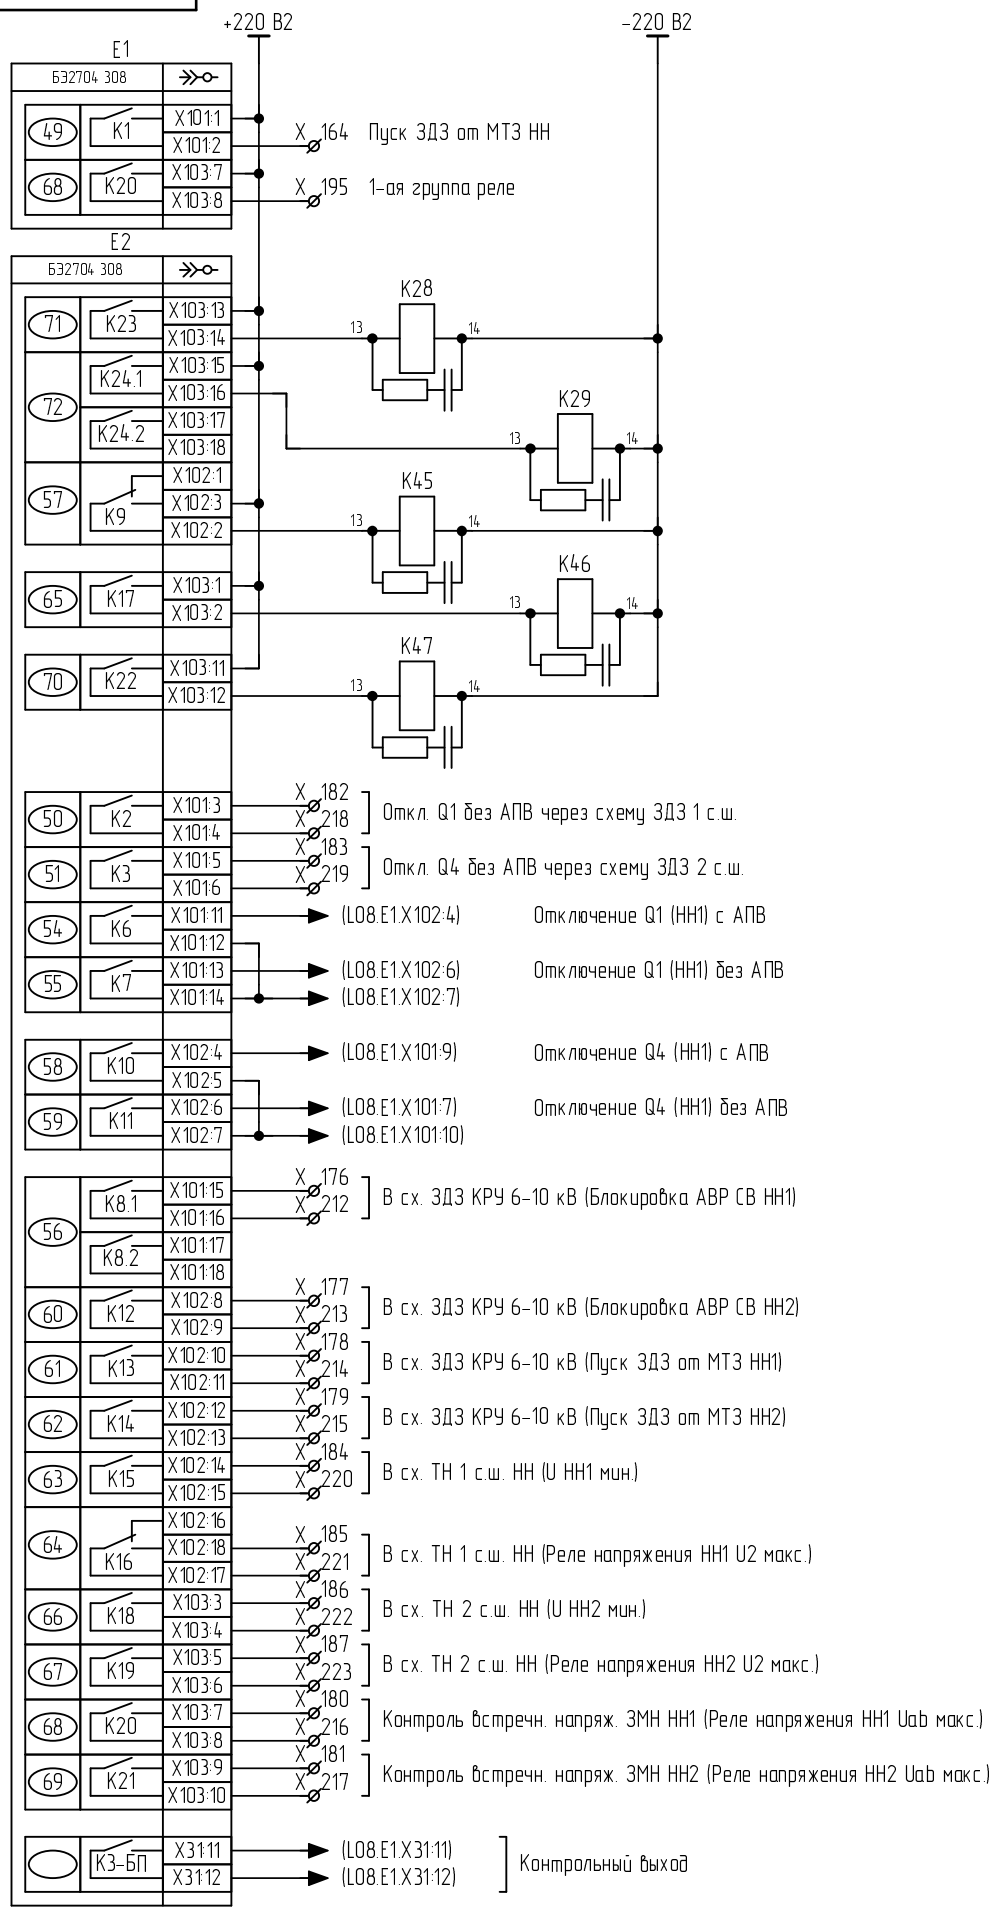 +220 В2 -220 В2
E1
БЭ2704 308
49 K1 X101:1
X101:2 X 164 Пуск ЗДЗ от МТЗ НН
68 K20 X103:7
X103:8 X 195 1-ая группа реле
E2
БЭ2704 308
71 K23 X103:13
X103:14 13 K28 14
72 K24.1 X103:15
X103:16 13 K29 14
K24.2 X103:17
X103:18
57 K9 X102:1
X102:3
X102:2 13 K45 14
65 K17 X103:1
X103:2 13 K46 14
70 K22 X103:11
X103:12 13 K47 14
50 K2 X101:3 X 182
X101:4 X 218 Откл. Q1 без АПВ через схему ЗДЗ 1 с.ш.
51 K3 X101:5 X 183
X101:6 X 219 Откл. Q4 без АПВ через схему ЗДЗ 2 с.ш.
54 K6 X101:11 (L08.E1.X102:4) Отключение Q1 (НН1) с АПВ
X101:12
55 K7 X101:13 (L08.E1.X102:6) Отключение Q1 (НН1) без АПВ
X101:14 (L08.E1.X102:7)
58 K10 X102:4 (L08.E1.X101:9) Отключение Q4 (НН1) с АПВ
X102:5
59 K11 X102:6 (L08.E1.X101:7) Отключение Q4 (НН1) без АПВ
X102:7 (L08.E1.X101:10)
56 K8.1 X101:15 X 176
X101:16 X 212 В сх. ЗДЗ КРУ 6-10 кВ (Блокировка АВР СВ НН1)
K8.2 X101:17
X101:18
60 K12 X102:8 X 177
X102:9 X 213 В сх. ЗДЗ КРУ 6-10 кВ (Блокировка АВР СВ НН2)
61 K13 X102:10 X 178
X102:11 X 214 В сх. ЗДЗ КРУ 6-10 кВ (Пуск ЗДЗ от МТЗ НН1)
62 K14 X102:12 X 179
X102:13 X 215 В сх. ЗДЗ КРУ 6-10 кВ (Пуск ЗДЗ от МТЗ НН2)
63 K15 X102:14 X 184
X102:15 X 220 В сх. ТН 1 с.ш. НН (U НН1 мин.)
64 K16 X102:16
X102:18 X 185
X102:17 X 221 В сх. ТН 1 с.ш. НН (Реле напряжения НН1 U2 макс.)
66 K18 X103:3 X 186
X103:4 X 222 В сх. ТН 2 с.ш. НН (U НН2 мин.)
67 K19 X103:5 X 187
X103:6 X 223 В сх. ТН 2 с.ш. НН (Реле напряжения НН2 U2 макс.)
68 K20 X103:7 X 180
X103:8 X 216 Контроль встречн. напряж. ЗМН НН1 (Реле напряжения НН1 Uab макс.)
69 K21 X103:9 X 181
X103:10 X 217 Контроль встречн. напряж. ЗМН НН2 (Реле напряжения НН2 Uab макс.)
К3-БП X31:11 (L08.E1.X31:11)
X31:12 (L08.E1.X31:12) Контрольный выход